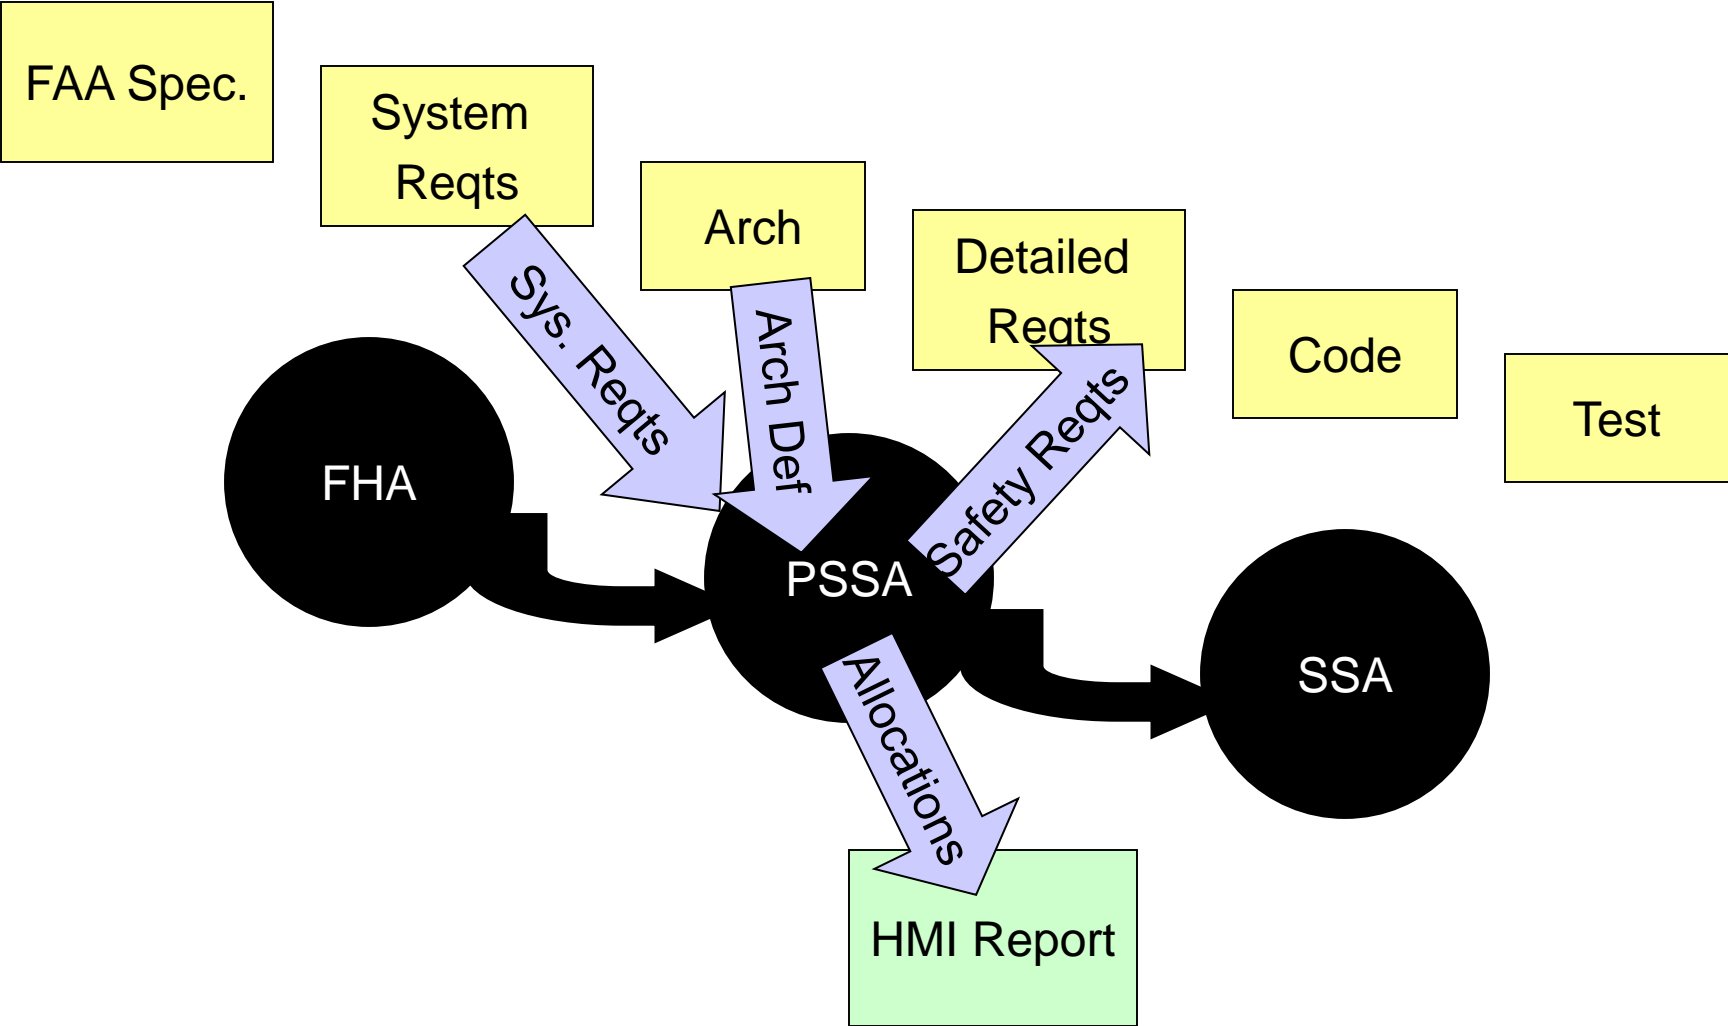 FAA Spec.
System
Reqts
Arch
Detailed
Reqts
Code
Test
Sys. Reqts
Arch Def
Safety Reqts
FHA
PSSA
SSA
Allocations
HMI Report